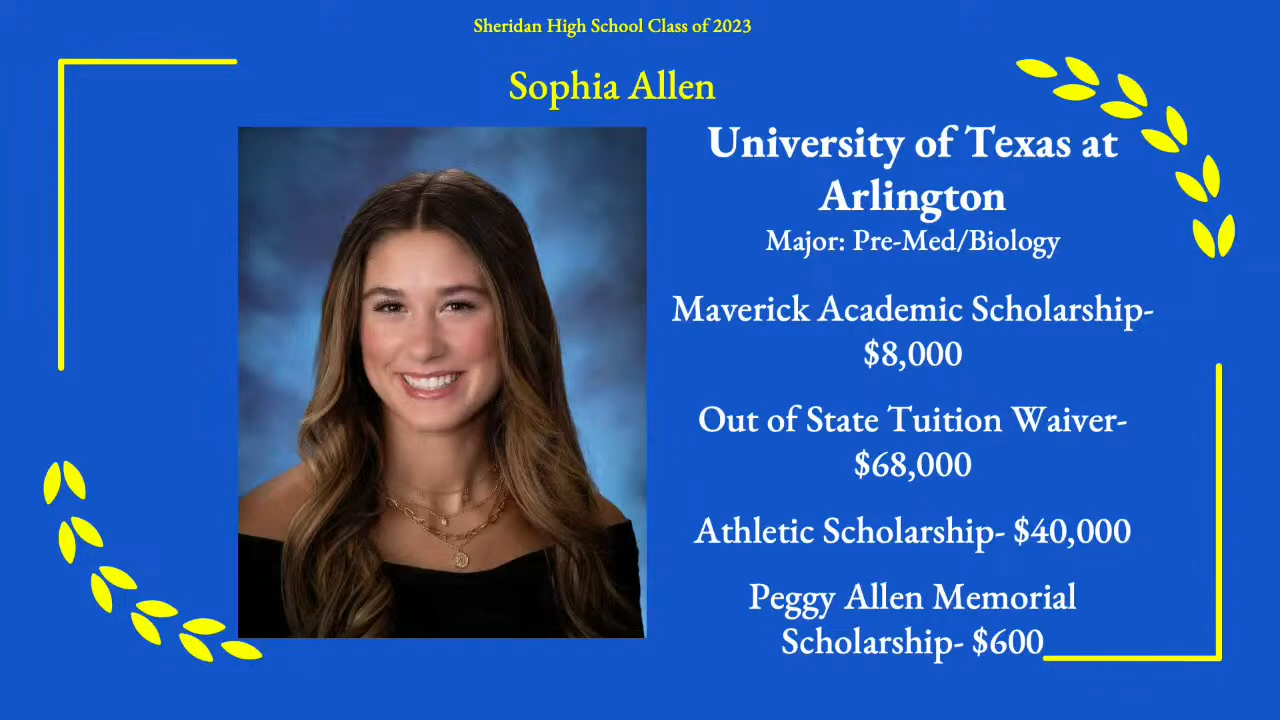 Sheridan High School Class of 2023
Sophia Allen
University of Texas at
Arlington
Major: Pre-Med/Biology
Maverick Academic Scholarship-
$8,000
Out of State Tuition Waiver-
$68,000
Athletic Scholarship- $40,000
Peggy Allen Memorial
Scholarship- $600